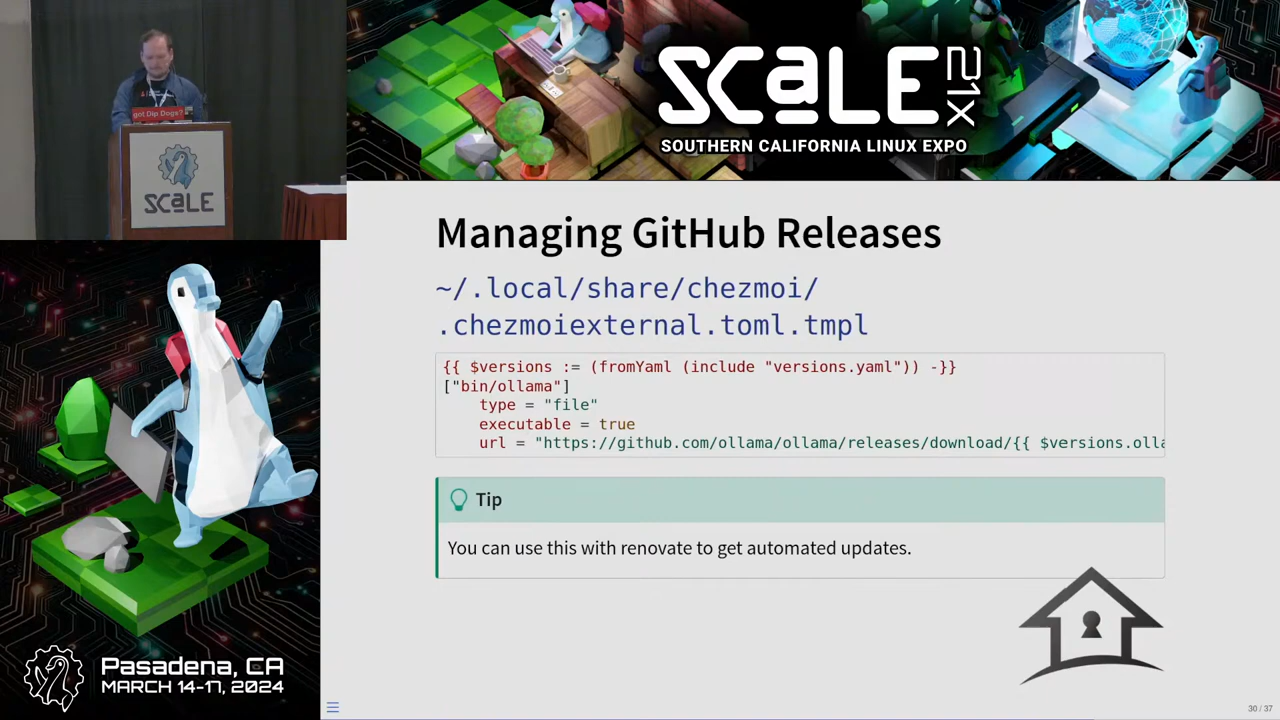 got Dip Dogs?
SCaLE
SCaLE 21X
SOUTHERN CALIFORNIA LINUX EXPO
Managing GitHub Releases
~/.local/share/chezmoi/
.chezmoiexternal.toml.tmpl
{{ $versions := (fromYaml (include "versions.yaml")) -}}
["bin/ollama"]
type = "file"
executable = true
url = "https://github.com/ollama/ollama/releases/download/{{ $versions.olla
Tip
You can use this with renovate to get automated updates.
Pasadena, CA
MARCH 14-17, 2024
30 / 37